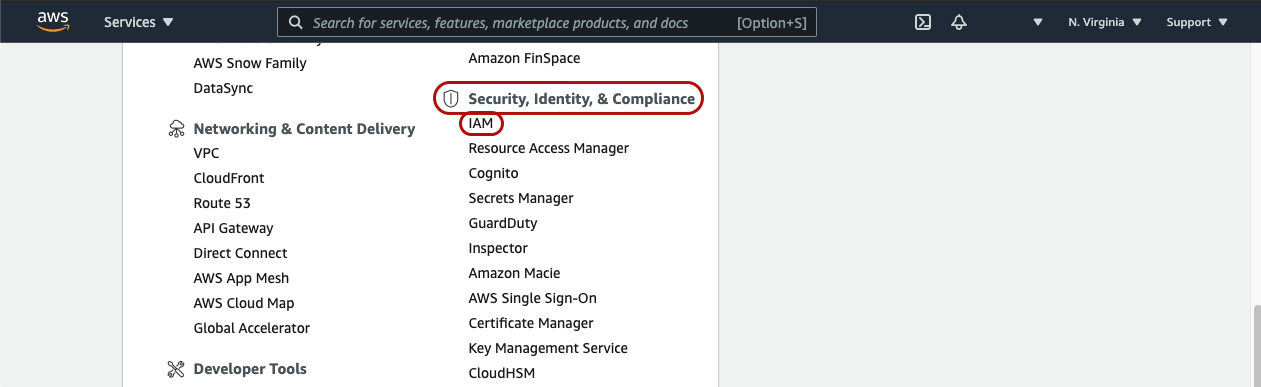 aws
Services
Search for services, features, marketplace products, and docs
[Option+S]
N. Virginia
Support
AWS Snow Family
DataSync
Networking & Content Delivery
VPC
CloudFront
Route 53
API Gateway
Direct Connect
AWS App Mesh
AWS Cloud Map
Global Accelerator
Developer Tools
Amazon FinSpace
Security, Identity, & Compliance
IAM
Resource Access Manager
Cognito
Secrets Manager
GuardDuty
Inspector
Amazon Macie
AWS Single Sign-On
Certificate Manager
Key Management Service
CloudHSM